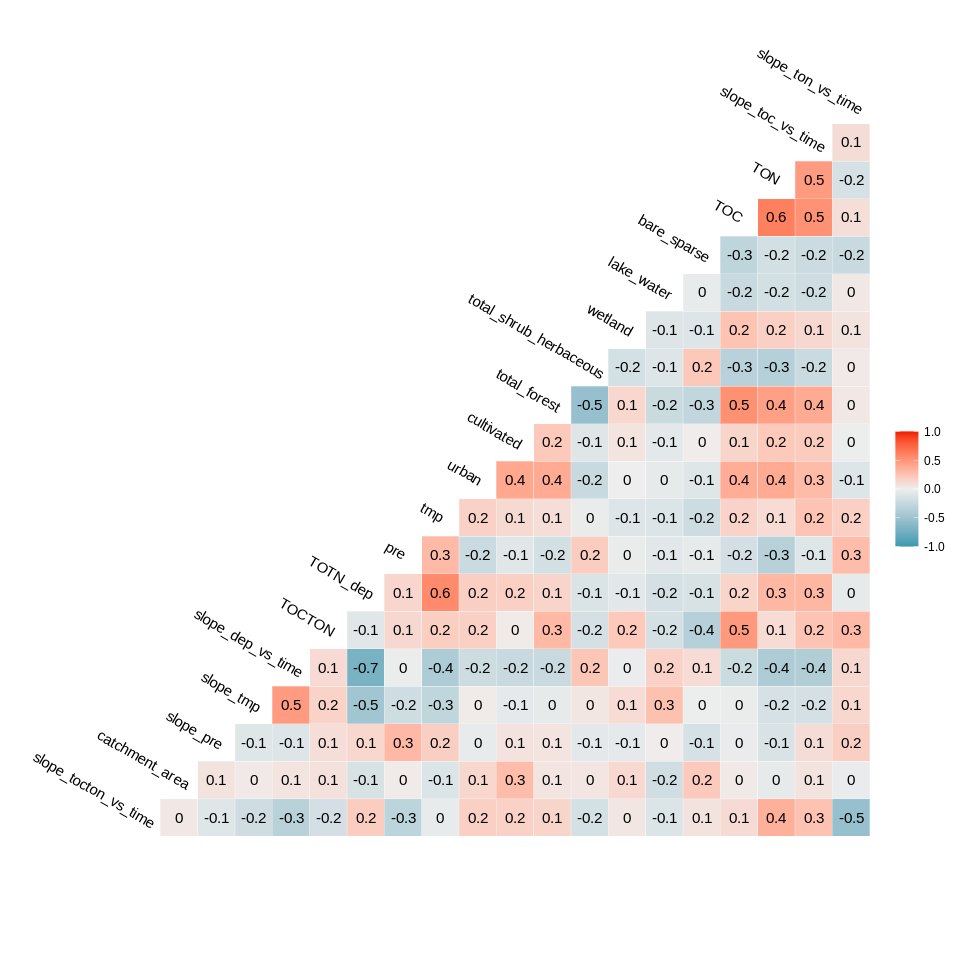 slope_ton_vs_time
slope_toc_vs_time 0.1
TON 0.5 -0.2
TOC 0.6 0.5 0.1
bare_sparse -0.3 -0.2 -0.2 -0.2
lake_water 0 -0.2 -0.2 -0.2 0
wetland -0.1 -0.1 0.2 0.2 0.1 0.1
total_shrub_herbaceous -0.2 -0.1 0.2 -0.3 -0.3 -0.2 0
total_forest -0.5 0.1 -0.2 -0.3 0.5 0.4 0.4 0
cultivated 0.2 -0.1 0.1 -0.1 0 0.1 0.2 0.2 0
urban 0.4 0.4 -0.2 0 0 -0.1 0.4 0.4 0.3 -0.1
tmp 0.2 0.1 0.1 0 -0.1 -0.1 -0.2 0.2 0.1 0.2 0.2
pre 0.3 -0.2 -0.1 -0.2 0.2 0 -0.1 -0.1 -0.2 -0.3 -0.1 0.3
TOTN_dep 0.1 0.6 0.2 0.2 0.1 -0.1 -0.1 -0.2 -0.1 0.2 0.3 0.3 0
TOCTON -0.1 0.1 0.2 0.2 0 0.3 -0.2 0.2 -0.2 -0.4 0.5 0.1 0.2 0.3
slope_dep_vs_time 0.1 -0.7 0 -0.4 -0.2 -0.2 -0.2 0.2 0 0.2 0.1 -0.2 -0.4 -0.4 0.1
slope_tmp 0.5 0.2 -0.5 -0.2 -0.3 0 -0.1 0 0 0.1 0.3 0 0 -0.2 -0.2 0.1
slope_pre -0.1 -0.1 0.1 0.1 0.3 0.2 0 0.1 0.1 -0.1 -0.1 0 -0.1 0 -0.1 0.1 0.2
catchment_area 0.1 0 0.1 0.1 -0.1 0 -0.1 0.1 0.3 0.1 0 0.1 -0.2 0.2 0 0 0.1 0
slope_tocton_vs_time 0 -0.1 -0.2 -0.3 -0.2 0.2 -0.3 0 0.2 0.2 0.1 -0.2 0 -0.1 0.1 0.1 0.4 0.3 -0.5
1.0
0.5
0.0
-0.5
-1.0